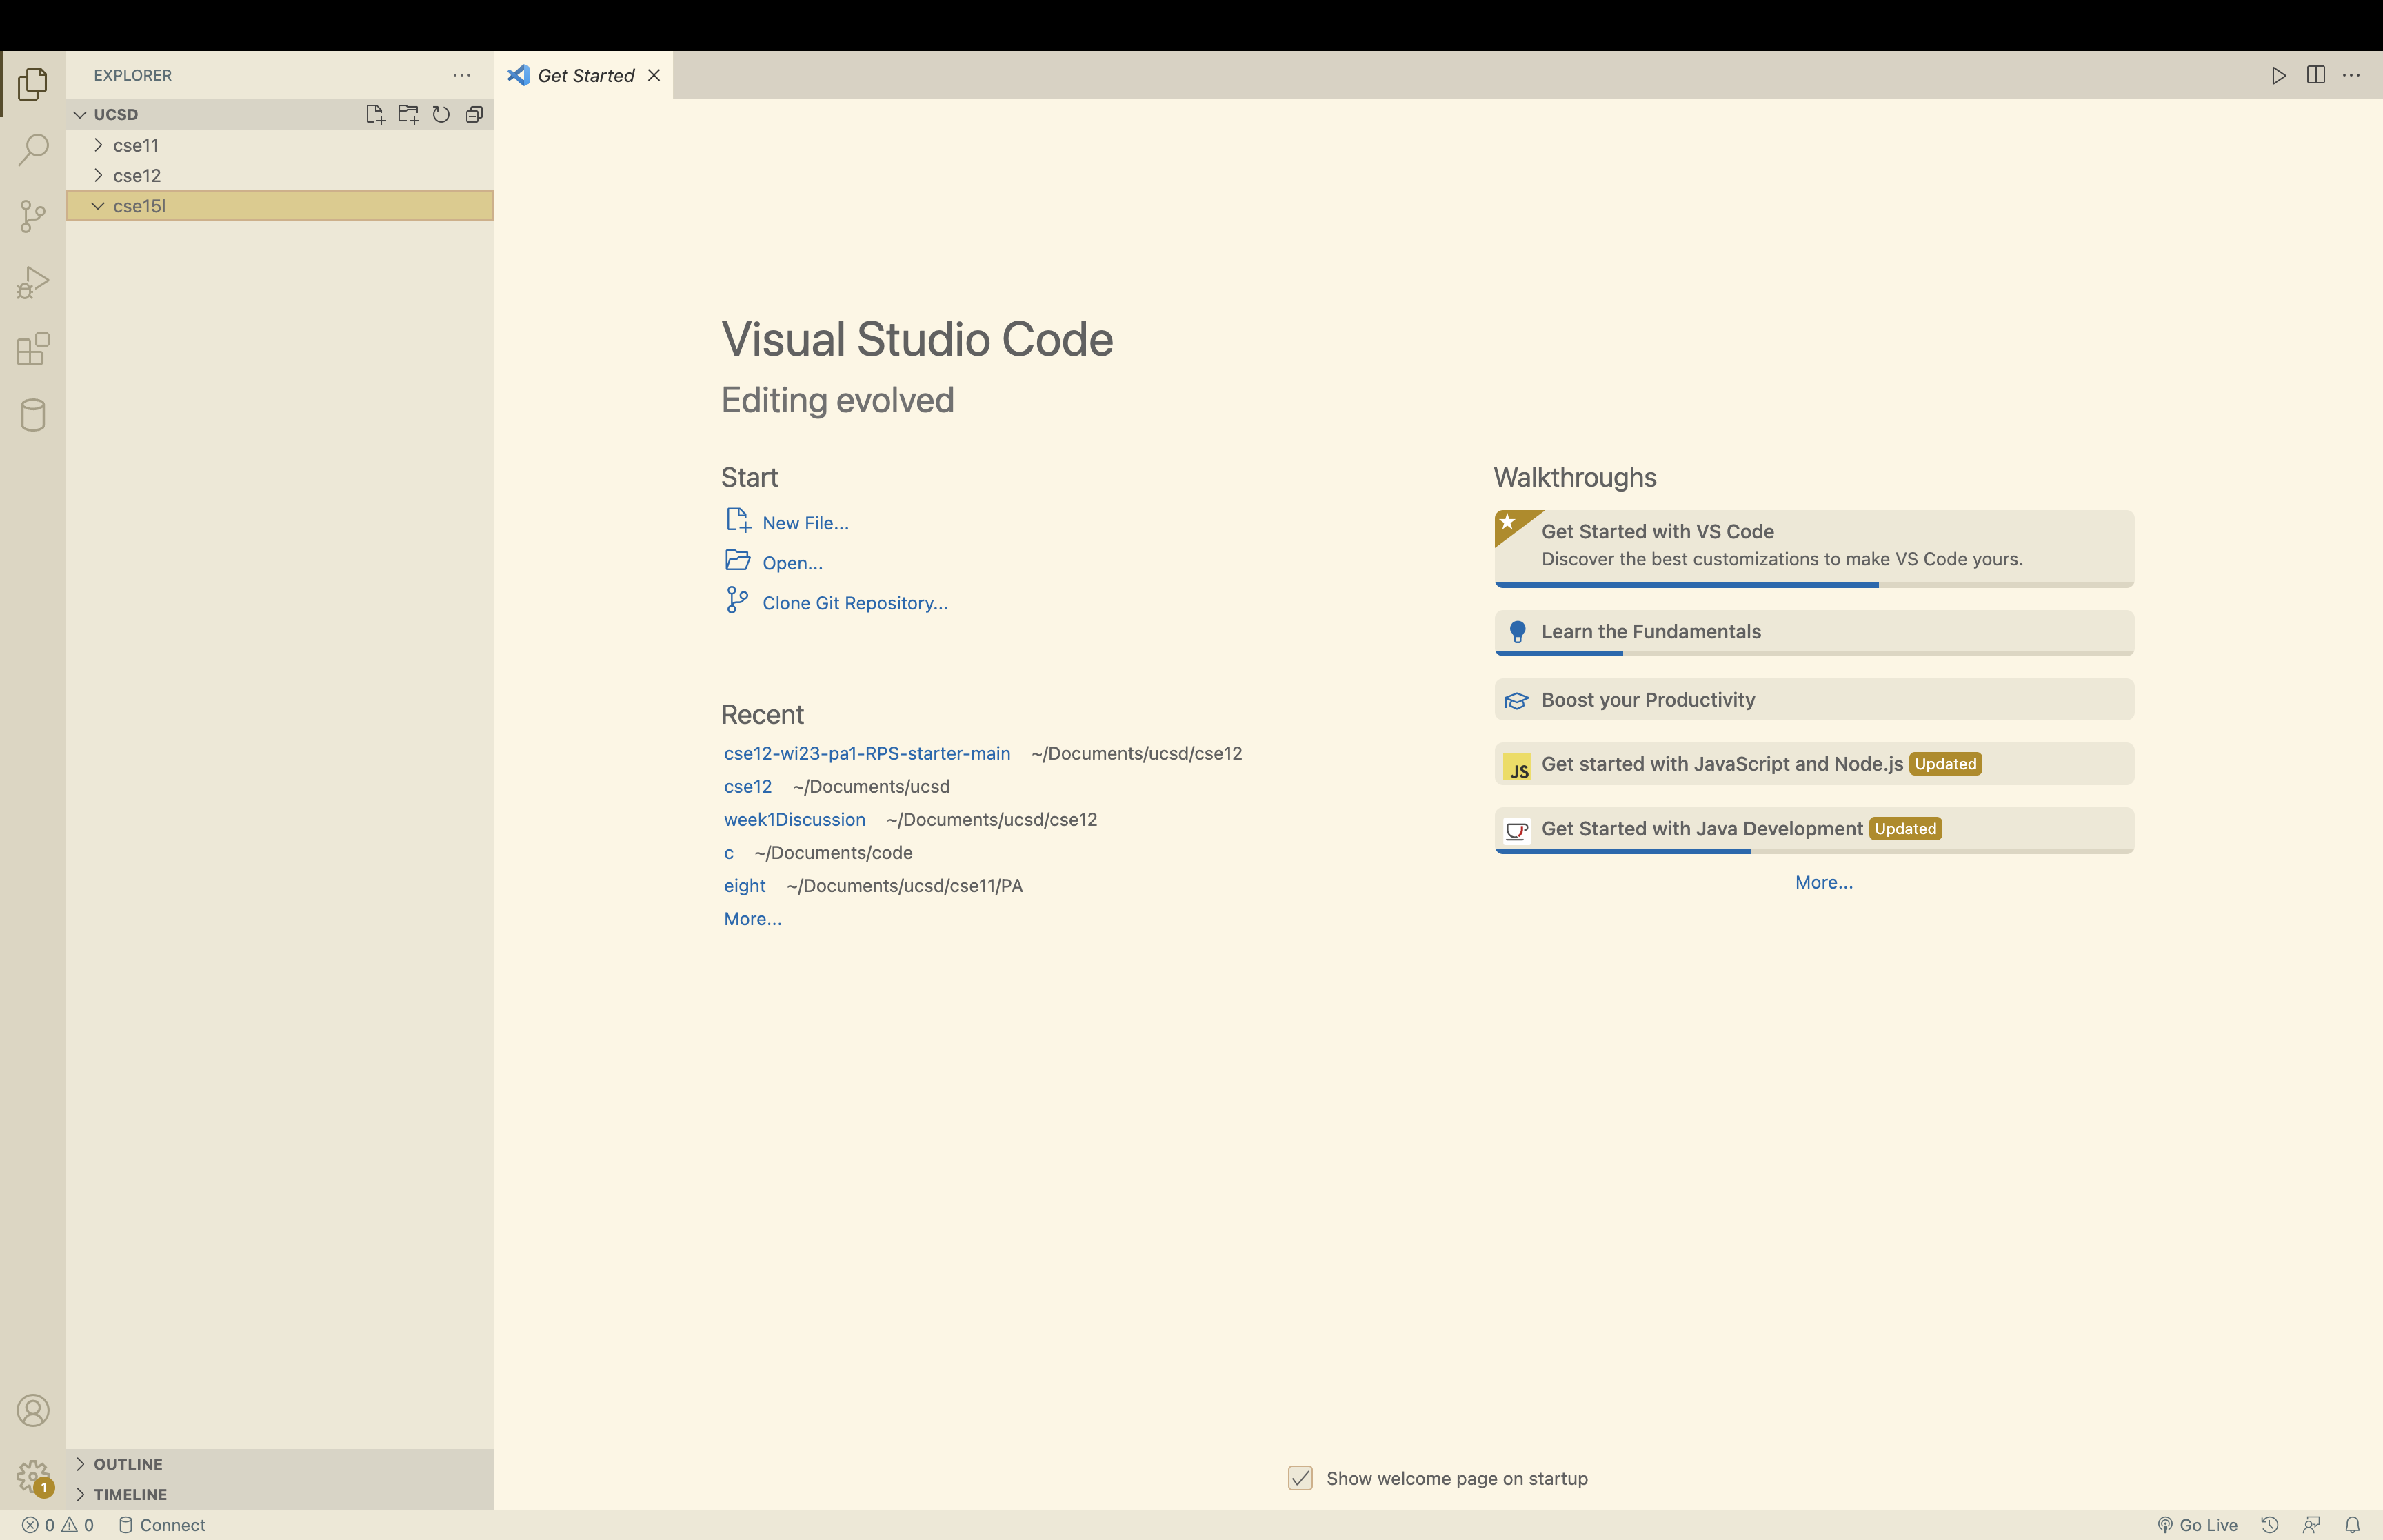 EXPLORER
UCSD
cse11
cse12
cse15l
Get Started
Visual Studio Code
Editing evolved
Start
New File...
Open...
Clone Git Repository...
Recent
cse12-wi23-pa1-RPS-starter-main ~/Documents/ucsd/cse12
cse12 ~/Documents/ucsd
week1Discussion ~/Documents/ucsd/cse12
c ~/Documents/code
eight ~/Documents/ucsd/cse11/PA
More...
Walkthroughs
Get Started with VS Code
Discover the best customizations to make VS Code yours.
Learn the Fundamentals
Boost your Productivity
JS Get started with JavaScript and Node.js Updated
Get Started with Java Development Updated
More...
Show welcome page on startup
OUTLINE
TIMELINE
1
0 0 Connect
Go Live